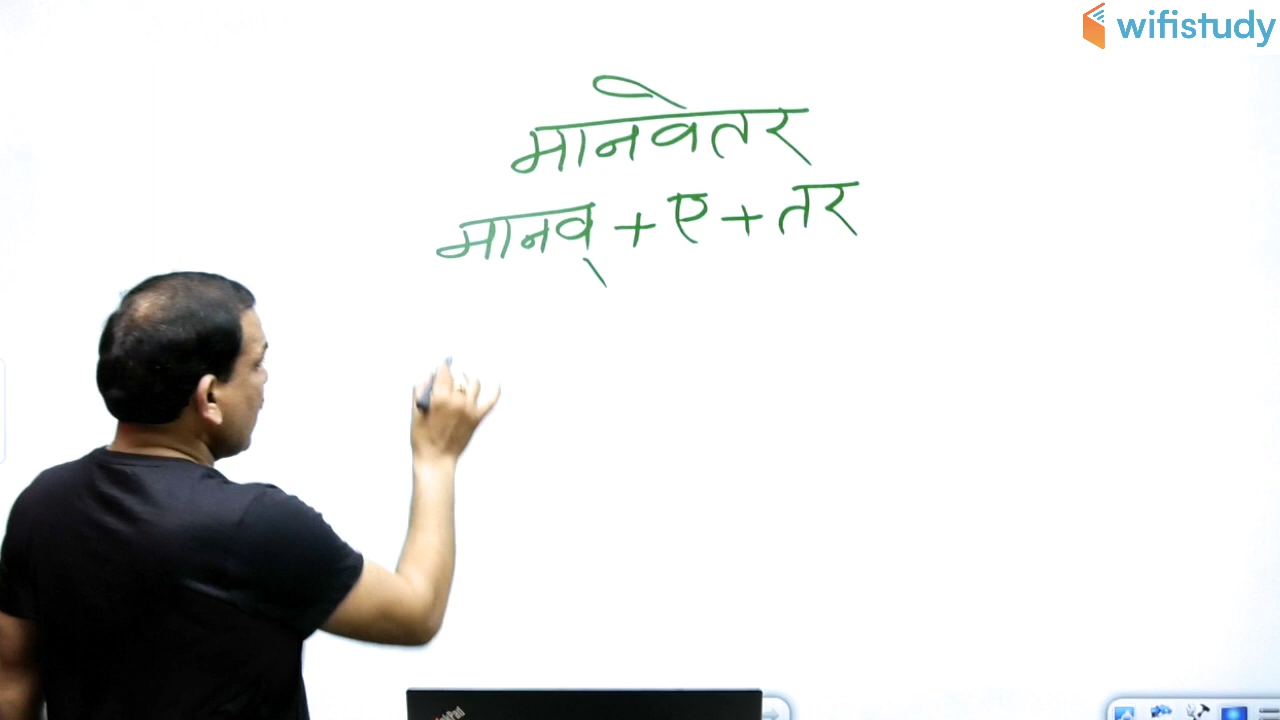 wifistudy
मानवेतर
मानव् + ए + तर